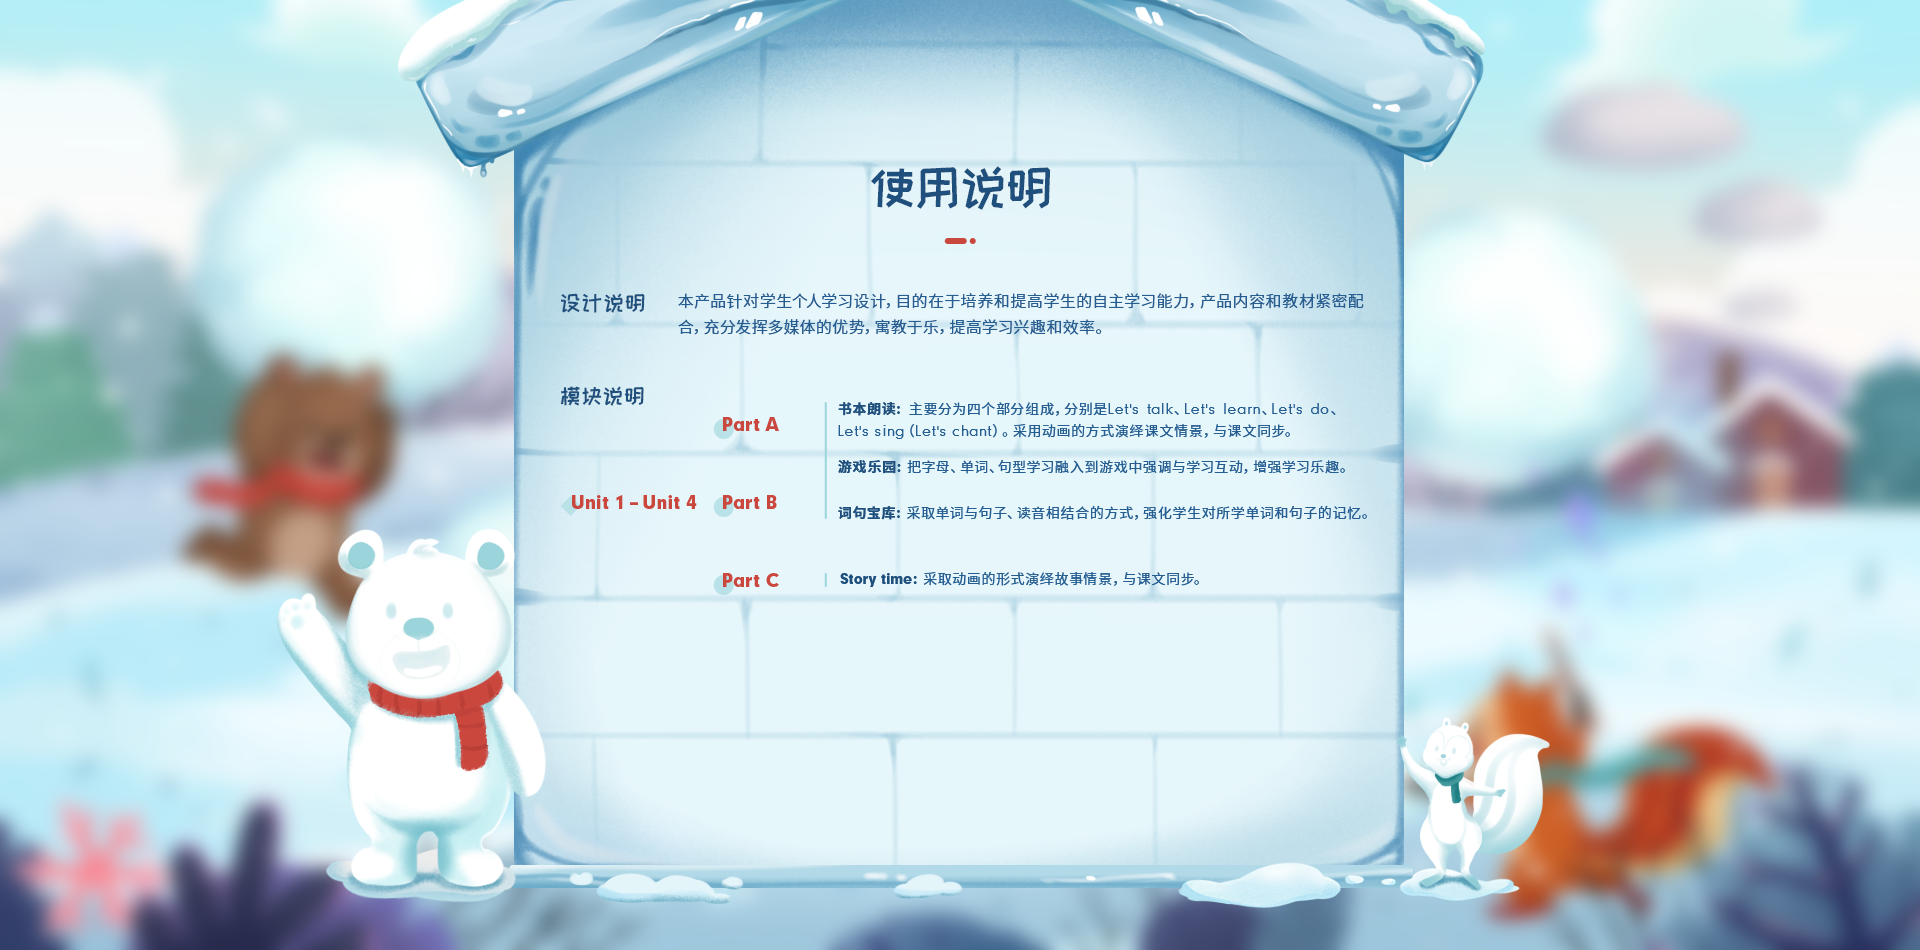 使用说明
设计说明
本产品针对学生个人学习设计，目的在于培养和提高学生的自主学习能力，产品内容和教材紧密配
合，充分发挥多媒体的优势，寓教于乐，提高学习兴趣和效率。
模块说明
Unit 1 – Unit 4
Part A
书本朗读： 主要分为四个部分组成，分别是Let's talk、Let's learn、Let's do、
Let's sing (Let's chant) 。采用动画的方式演绎课文情景，与课文同步。
游戏乐园： 把字母、单词、句型学习融入到游戏中强调与学习互动，增强学习乐趣。
Part B
词句宝库： 采取单词与句子、读音相结合的方式，强化学生对所学单词和句子的记忆。
Part C
Story time: 采取动画的形式演绎故事情景，与课文同步。